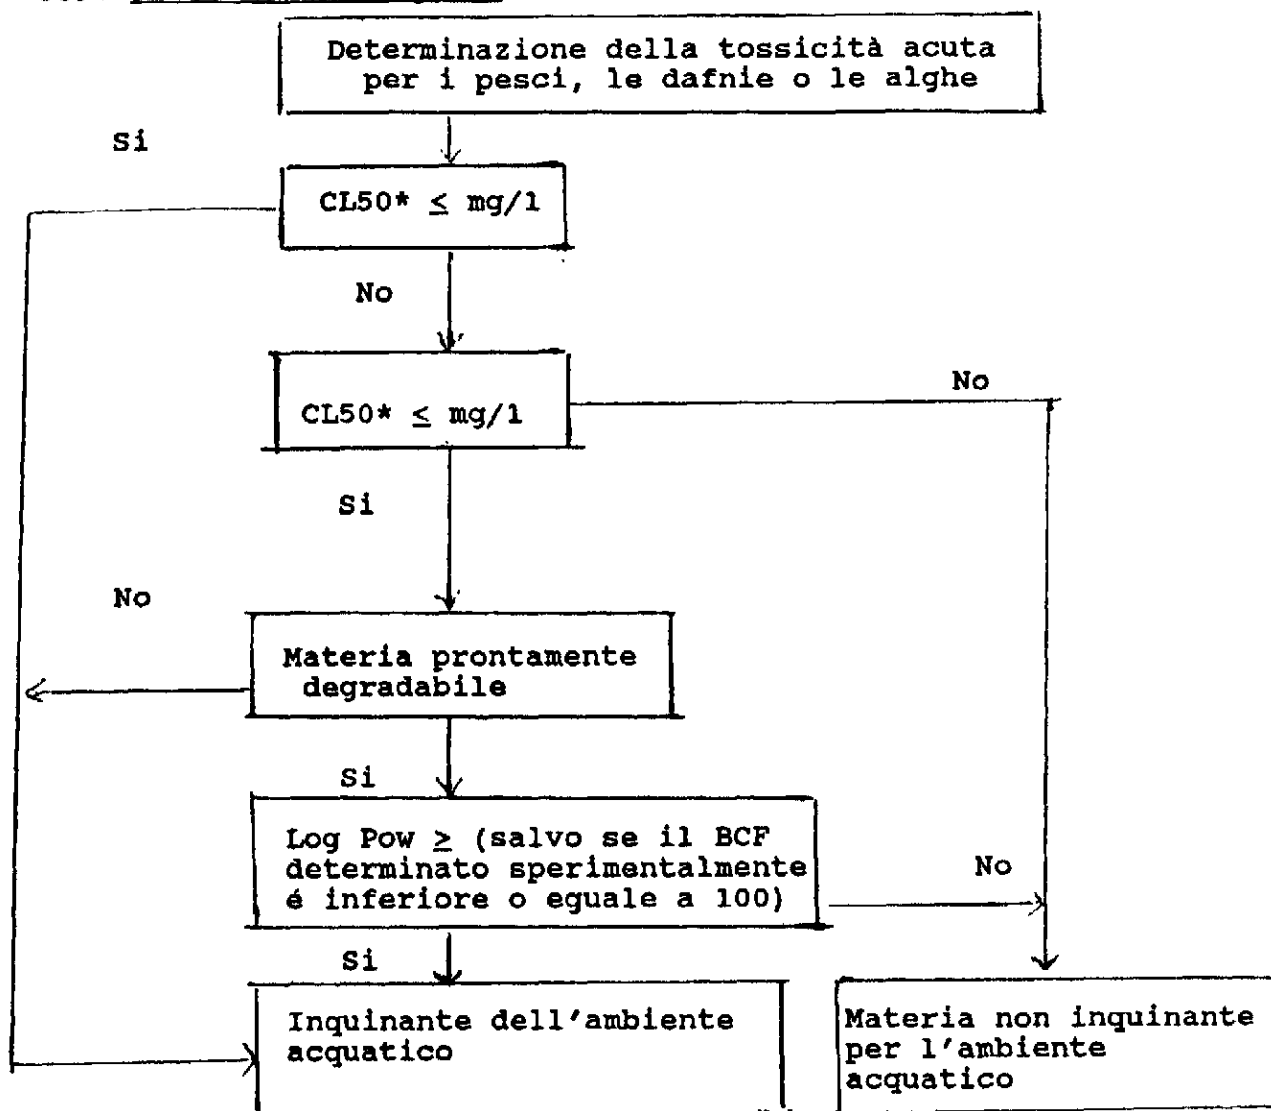 Determinazione della tossicità acuta
per i pesci, le dafnie o le alghe
Si
CL50* ≤ mg/l
No
CL50* ≤ mg/l
No
Si
No
Materia prontamente
degradabile
Si
Log Pow ≥ (salvo se il BCF
determinato sperimentalmente
é inferiore o eguale a 100)
No
Si
Inquinante dell'ambiente
acquatico
Materia non inquinante
per l'ambiente
acquatico